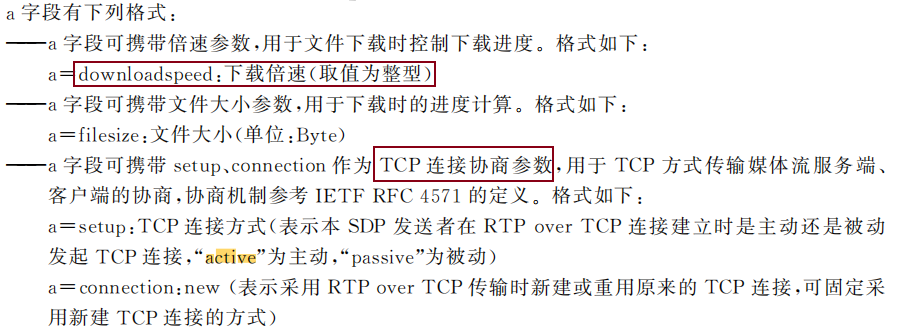 a 字段有下列格式:
——a 字段可携带倍速参数,用于文件下载时控制下载进度。格式如下:
a=downloadspeed:下载倍速(取值为整型)
——a 字段可携带文件大小参数,用于下载时的进度计算。格式如下:
a=filesize:文件大小(单位:Byte)
——a 字段可携带 setup、connection 作为 TCP 连接协商参数,用于 TCP 方式传输媒体流服务端、
客户端的协商,协商机制参考 IETF RFC 4571 的定义。格式如下:
a=setup:TCP 连接方式(表示本 SDP 发送者在 RTP over TCP 连接建立时是主动还是被动
发起 TCP 连接,“active”为主动,“passive”为被动)
a=connection:new (表示采用 RTP over TCP 传输时新建或重用原来的 TCP 连接,可固定采
用新建 TCP 连接的方式)